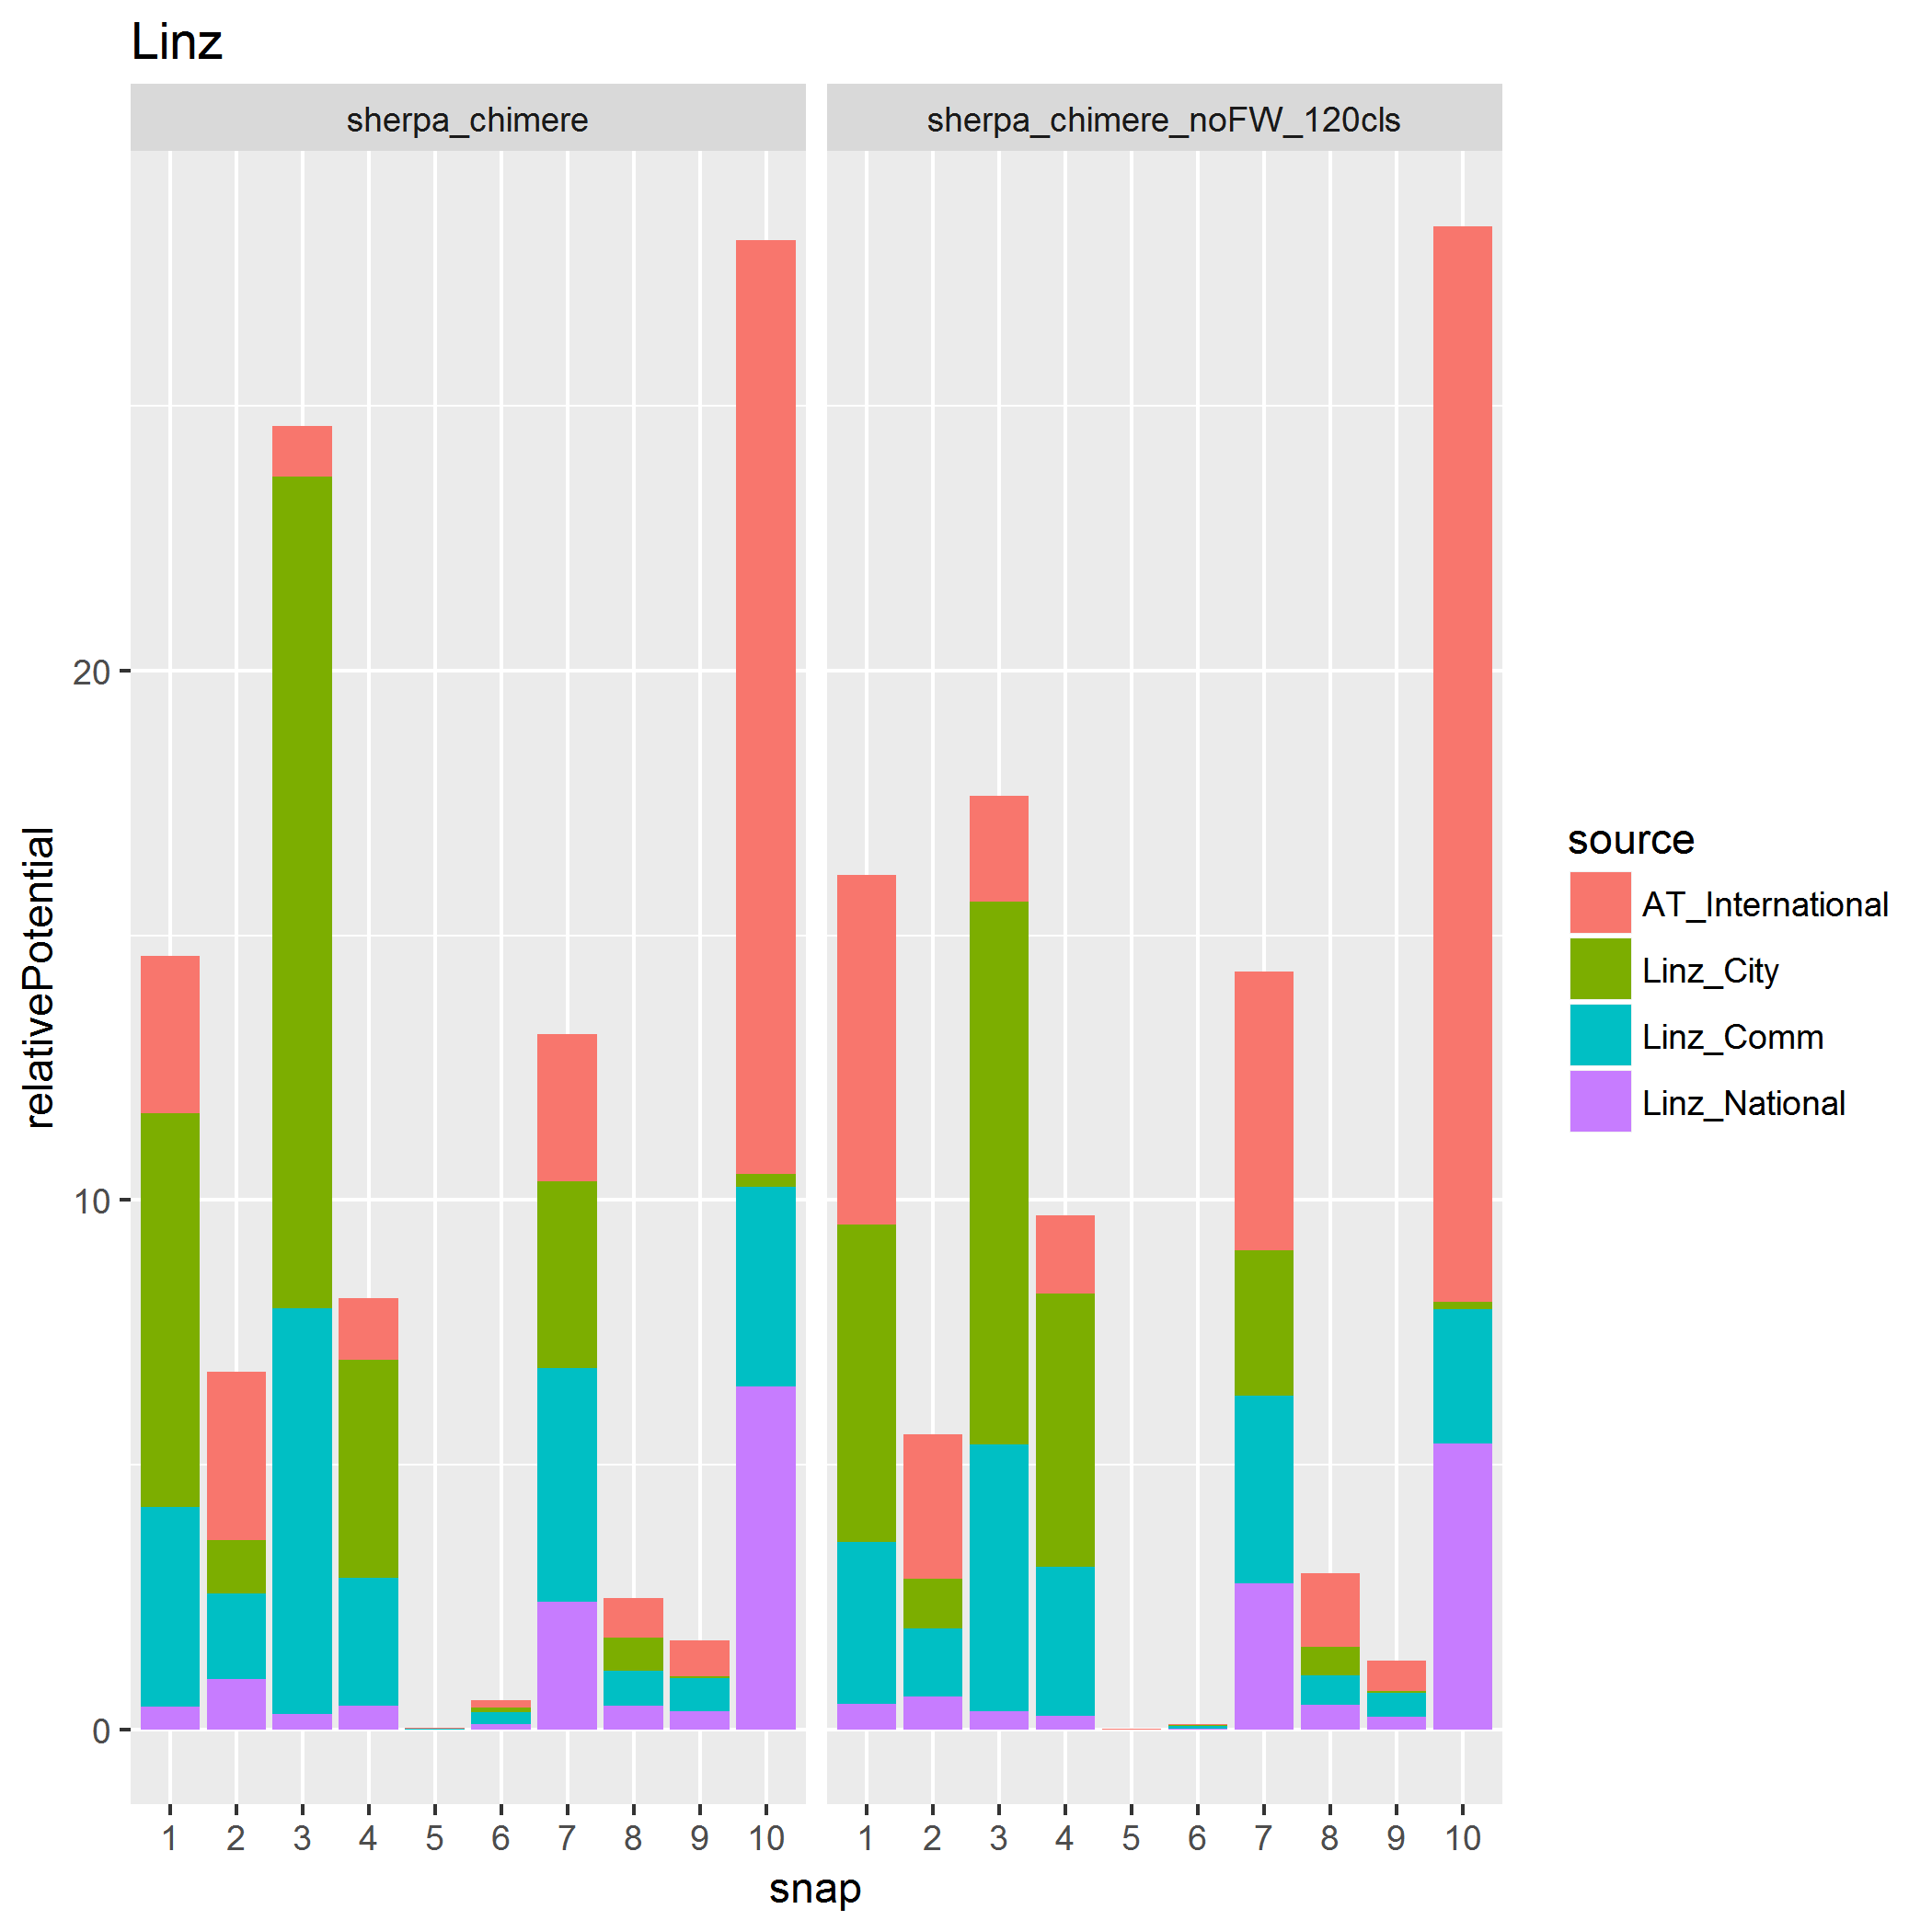 Linz
sherpa_chimere
sherpa_chimere_noFW_120cls
relativePotential
20
10
0
1 2 3 4 5 6 7 8 9 10
1 2 3 4 5 6 7 8 9 10
snap
source
AT_International
Linz_City
Linz_Comm
Linz_National